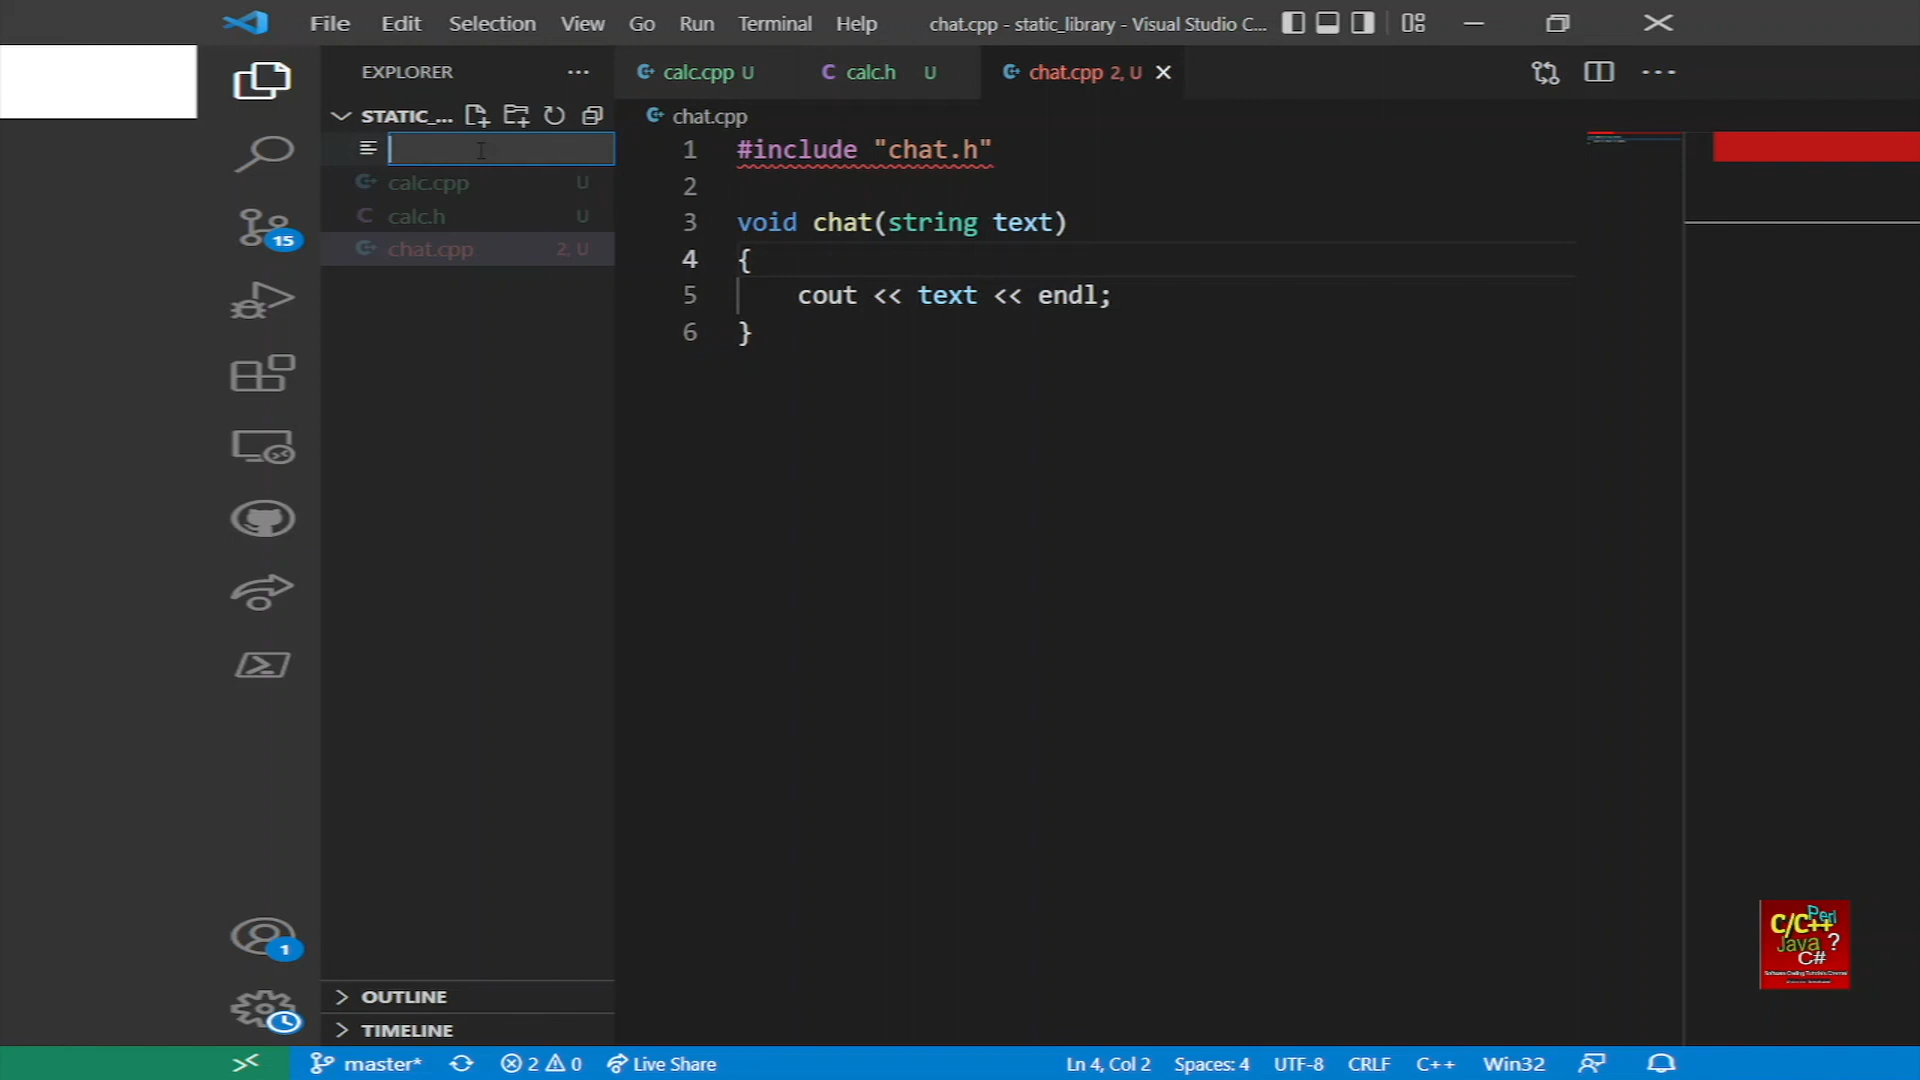 File Edit Selection View Go Run Terminal Help chat.cpp - static_library - Visual Studio C...
EXPLORER
calc.cpp U
calc.h U
chat.cpp 2, U
STATIC_...
calc.cpp U
calc.h U
chat.cpp 2, U
chat.cpp
1 #include "chat.h"
2
3 void chat(string text)
4 {
5 cout << text << endl;
6 }
15
1
OUTLINE
TIMELINE
C/C++ Perl
Java ?
C#
master* 2 0 Live Share Ln 4, Col 2 Spaces: 4 UTF-8 CRLF C++ Win32